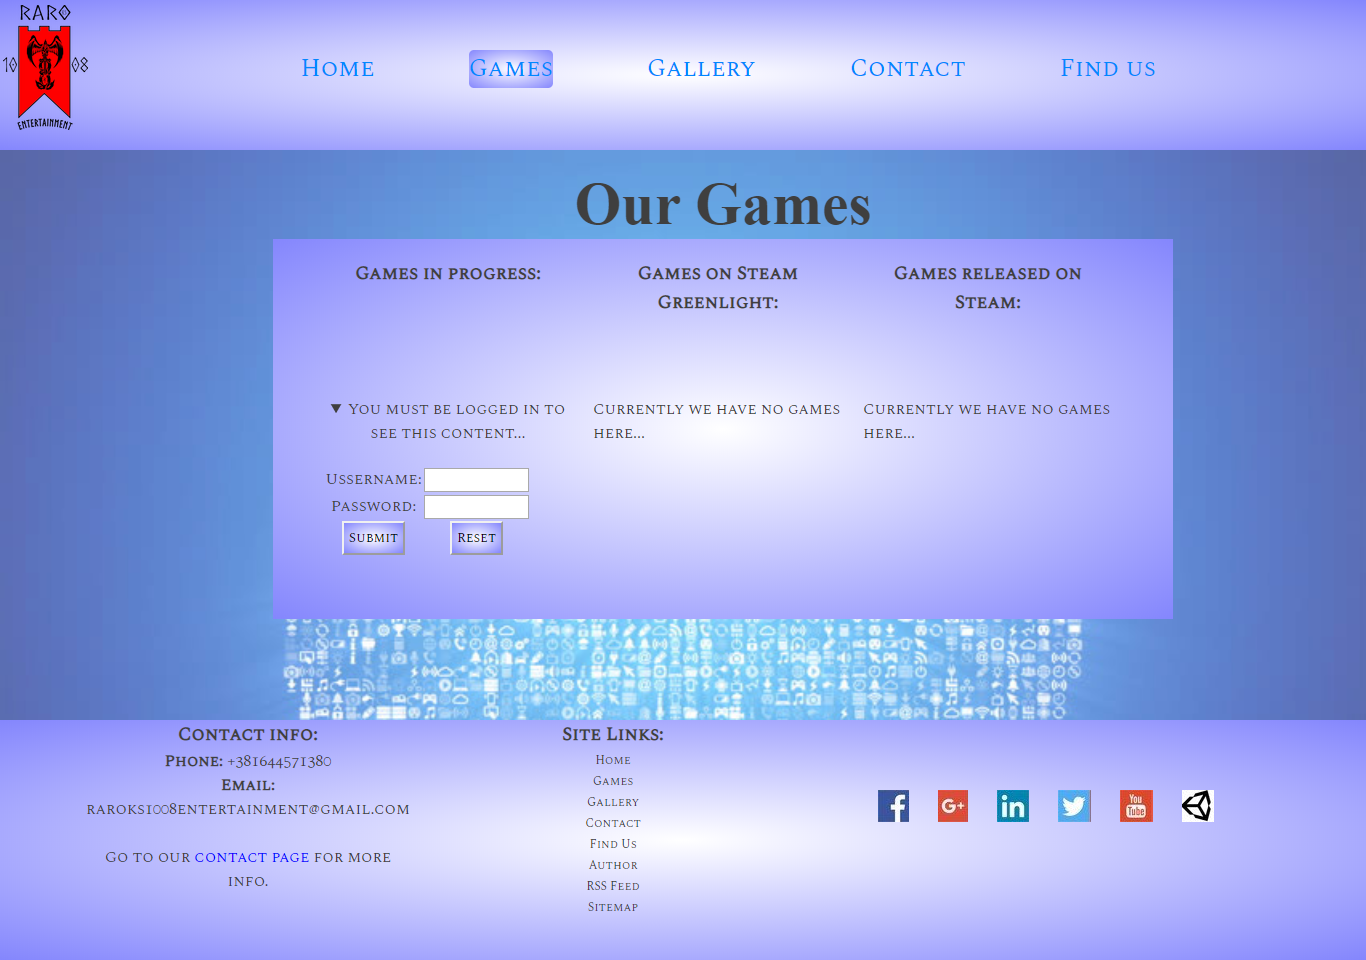 RARO
10 08
ENTERTAINMENT
Home Games Gallery Contact Find us
Our Games
Games in progress:
Games on Steam
Greenlight:
Games released on
Steam:
▼ You must be logged in to
see this content...
Currently we have no games
here...
Currently we have no games
here...
Ussername:
Password:
Submit Reset
Contact info:
Phone: +381644571380
Email:
raroks1008entertainment@gmail.com
Go to our contact page for more
info.
Site Links:
Home
Games
Gallery
Contact
Find Us
Author
RSS Feed
Sitemap
f G+ in You
Tube